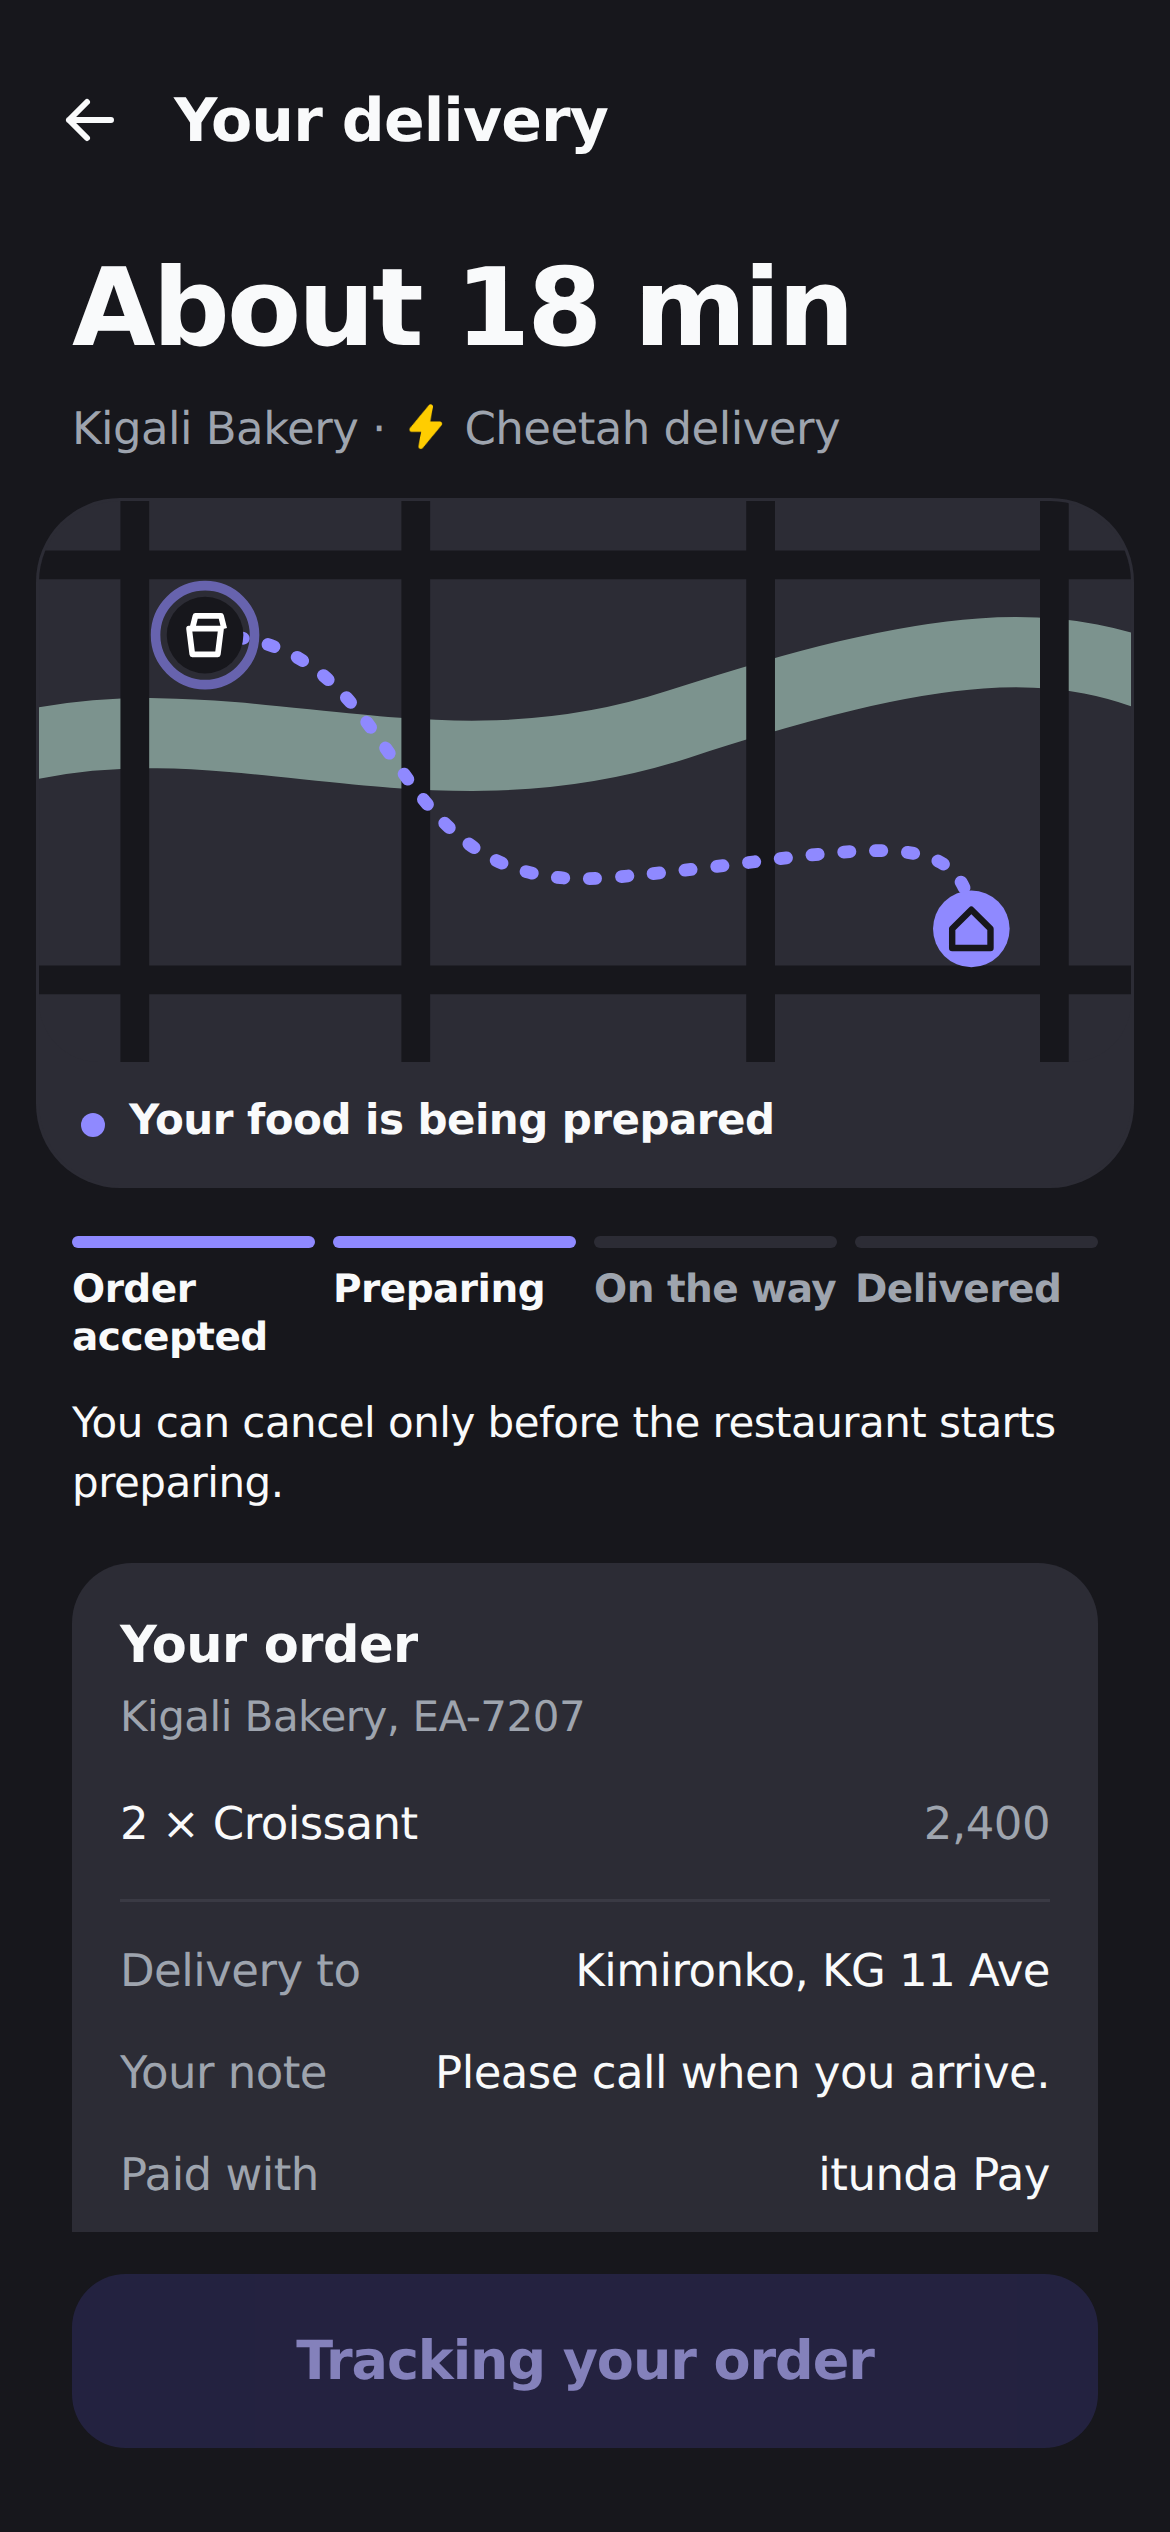 Your delivery
About 18 min
Kigali Bakery · Cheetah delivery
Your food is being prepared
Order accepted
Preparing
On the way
Delivered
You can cancel only before the restaurant starts
preparing.
Your order
Kigali Bakery, EA-7207
2 × Croissant 2,400
Delivery to Kimironko, KG 11 Ave
Your note Please call when you arrive.
Paid with itunda Pay
Tracking your order